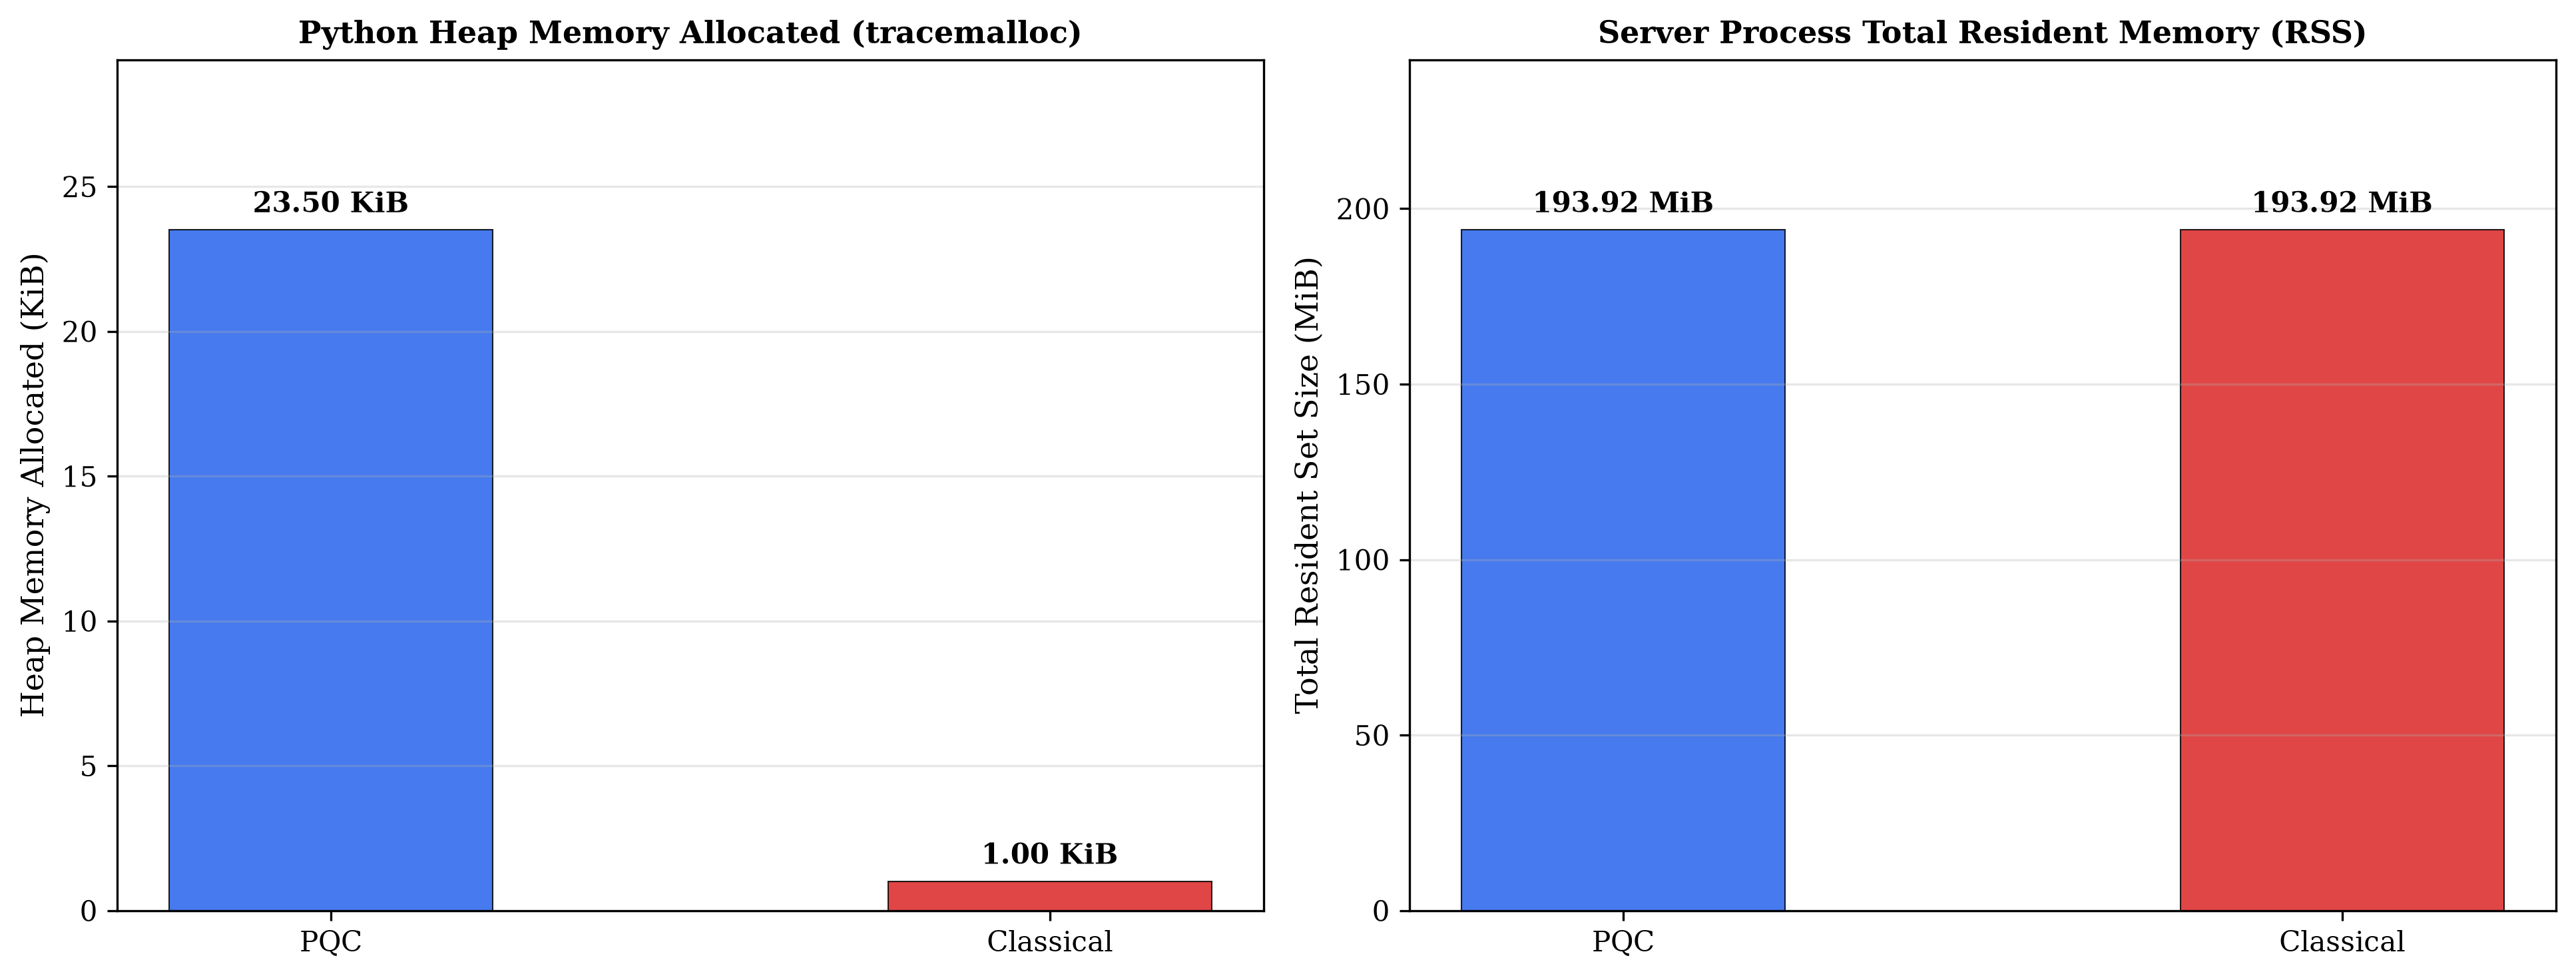 Python Heap Memory Allocated (tracemalloc)
Heap Memory Allocated (KiB)
25
20
15
10
5
0
23.50 KiB
1.00 KiB
PQC
Classical
Server Process Total Resident Memory (RSS)
Total Resident Set Size (MiB)
200
150
100
50
0
193.92 MiB
193.92 MiB
PQC
Classical